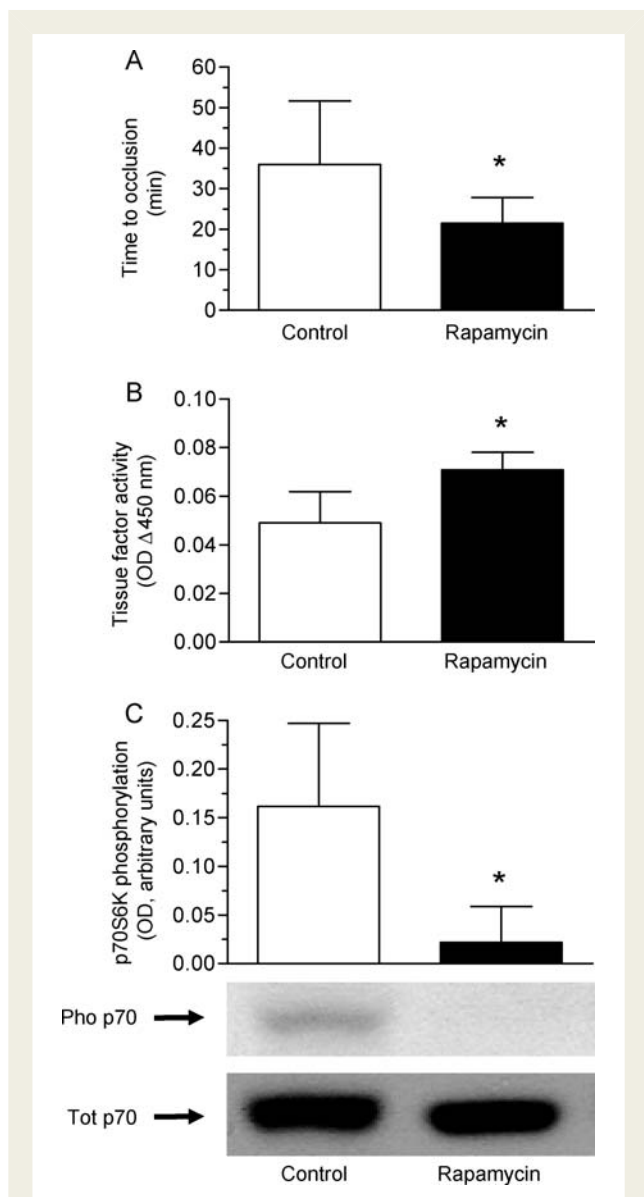 A
Time to occlusion
(min)
60
50
40
30
20
10
0
*
Control Rapamycin
B
Tissue factor activity
(OD Δ450 nm)
0.10
0.08
0.06
0.04
0.02
0.00
*
Control Rapamycin
C
p70S6K phosphorylation
(OD, arbitrary units)
0.25
0.20
0.15
0.10
0.05
0.00
*
Pho p70
Tot p70
Control Rapamycin